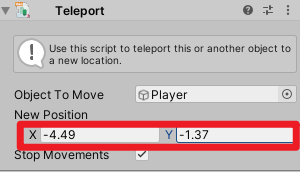 Teleport
Use this script to teleport this or another object to
a new location.
Object To Move Player
New Position
X -4.49 Y -1.37
Stop Movements